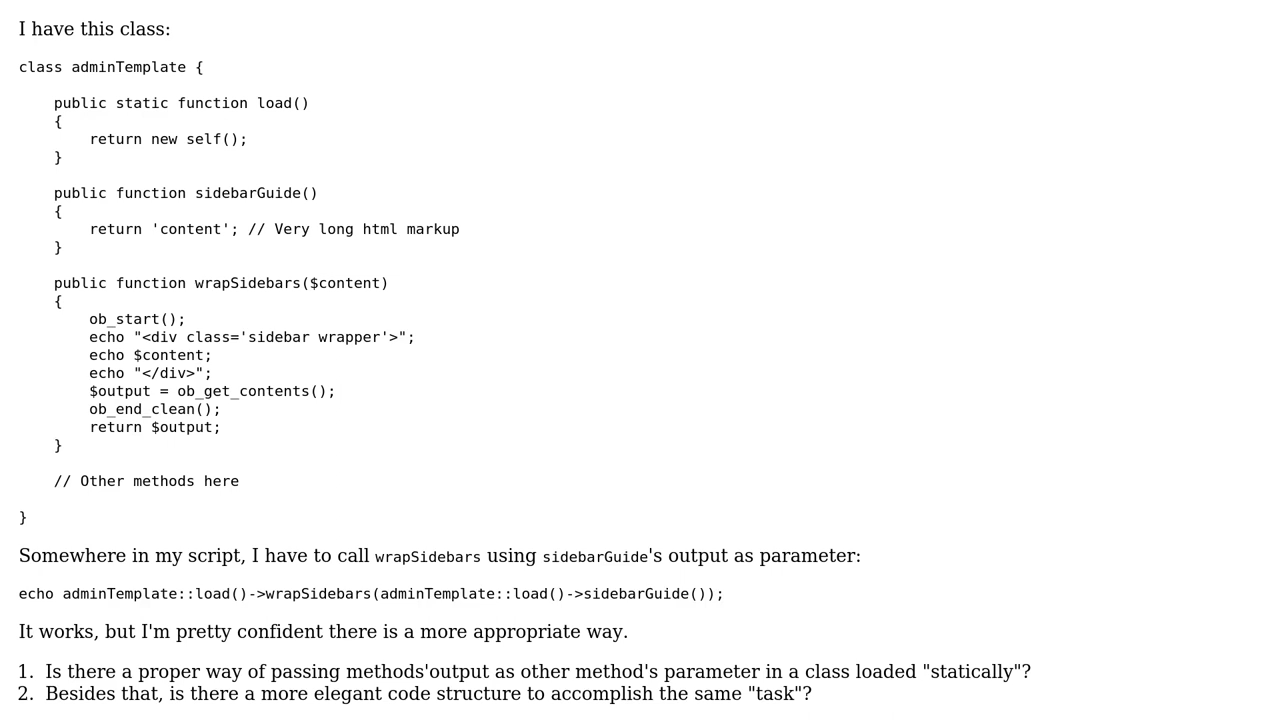 I have this class:
class adminTemplate {
    public static function load()
    {
        return new self();
    }
    public function sidebarGuide()
    {
        return 'content'; // Very long html markup
    }
    public function wrapSidebars($content)
    {
        ob_start();
        echo "<div class='sidebar wrapper'>";
        echo $content;
        echo "</div>";
        $output = ob_get_contents();
        ob_end_clean();
        return $output;
    }
    // Other methods here
}
Somewhere in my script, I have to call wrapSidebars using sidebarGuide's output as parameter:
echo adminTemplate::load()->wrapSidebars(adminTemplate::load()->sidebarGuide());
It works, but I'm pretty confident there is a more appropriate way.
1. Is there a proper way of passing methods'output as other method's parameter in a class loaded "statically"?
2. Besides that, is there a more elegant code structure to accomplish the same "task"?